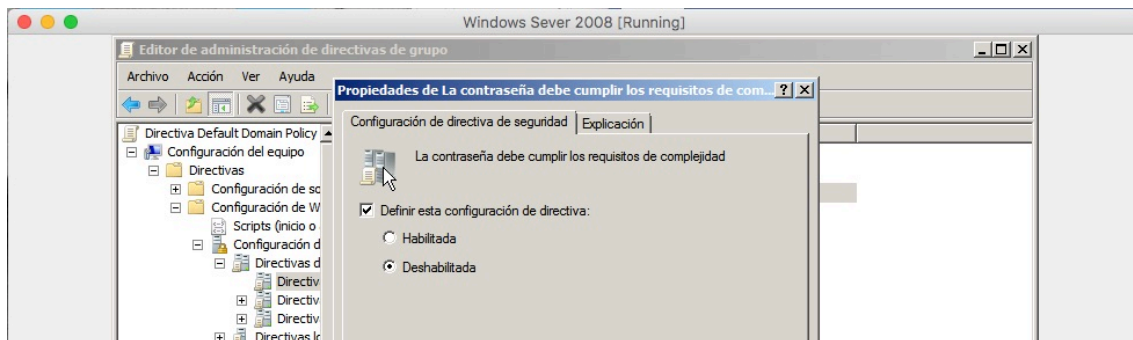 Windows Sever 2008 [Running]
Editor de administración de directivas de grupo
Archivo Acción Ver Ayuda
Propiedades de La contraseña debe cumplir los requisitos de com...
Configuración de directiva de seguridad Explicación
Directiva Default Domain Policy
Configuración del equipo
La contraseña debe cumplir los requisitos de complejidad
Directivas
Configuración de so
Configuración de W
Definir esta configuración de directiva:
Scripts (inicio o
Habilitada
Configuración d
Directivas d
Deshabilitada
Directiv
Directiv
Directiv
Directivas lo